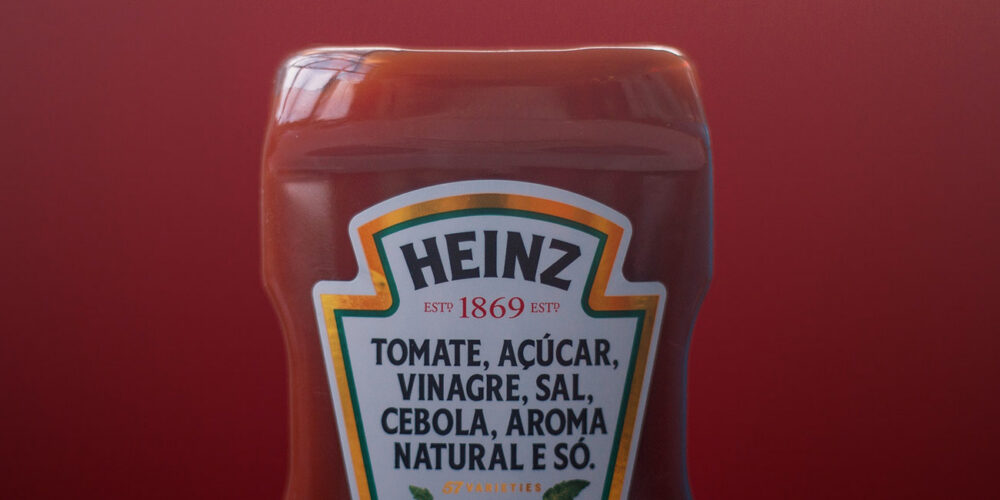 HEINZ
ESTD 1869 ESTD
TOMATE, AÇÚCAR,
VINAGRE, SAL,
CEBOLA, AROMA
NATURAL E SÓ.
57 VARIETIES